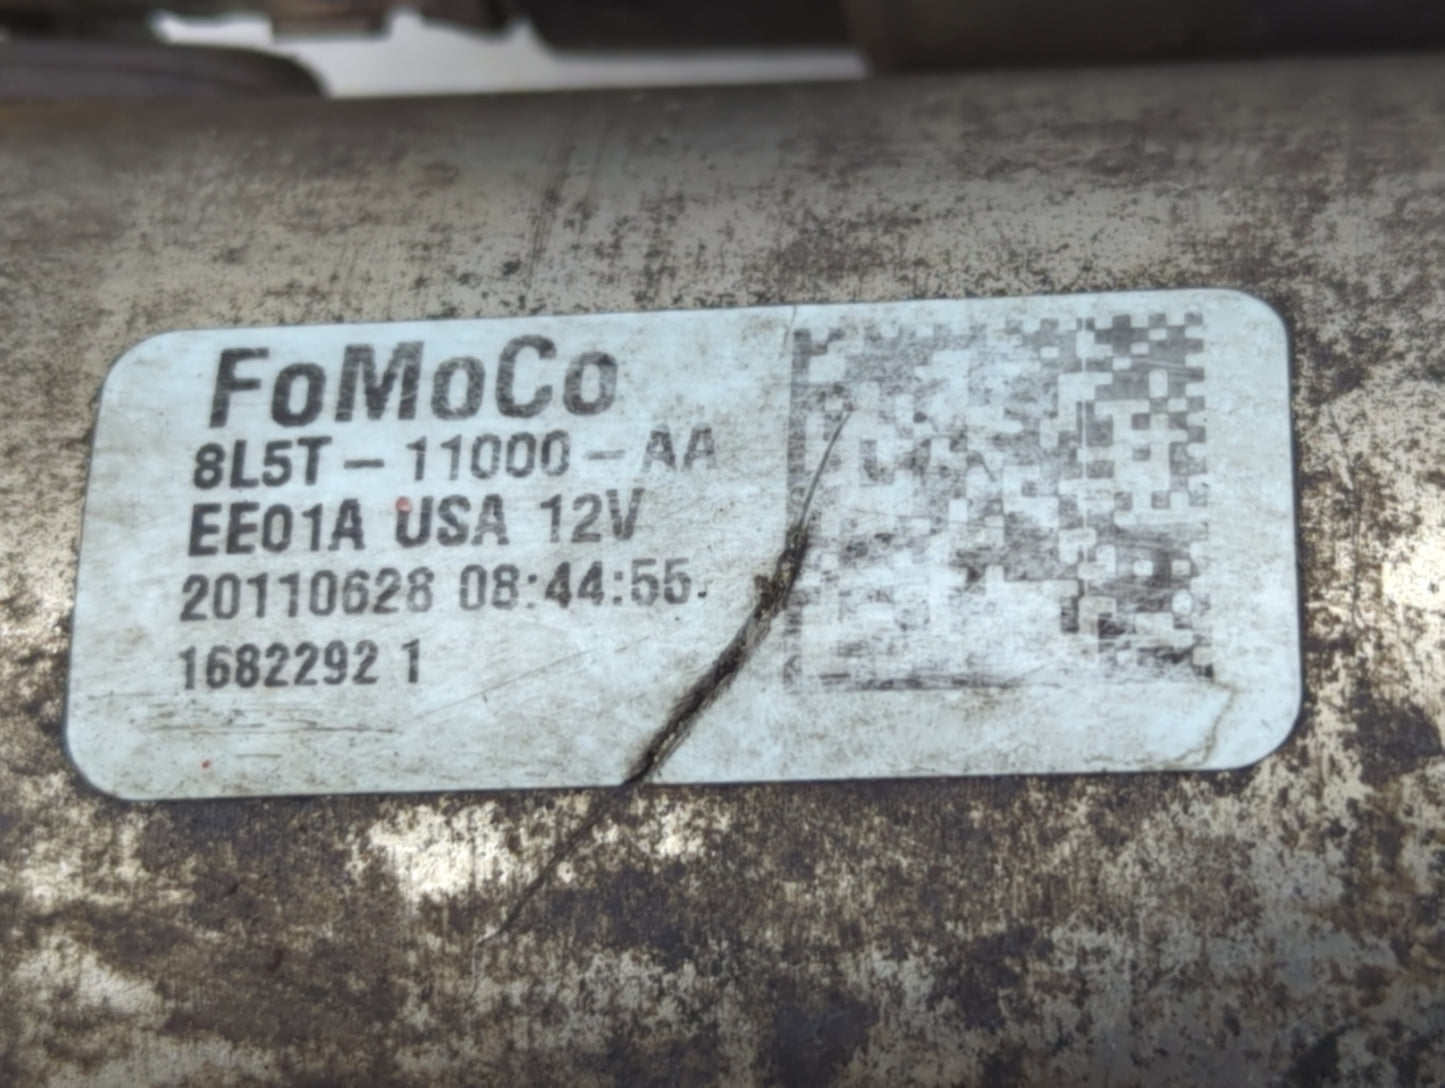 FoMoCo
8L5T - 11000 - AA
EE01A USA 12V
20110628 08:44:55.
1682292 1